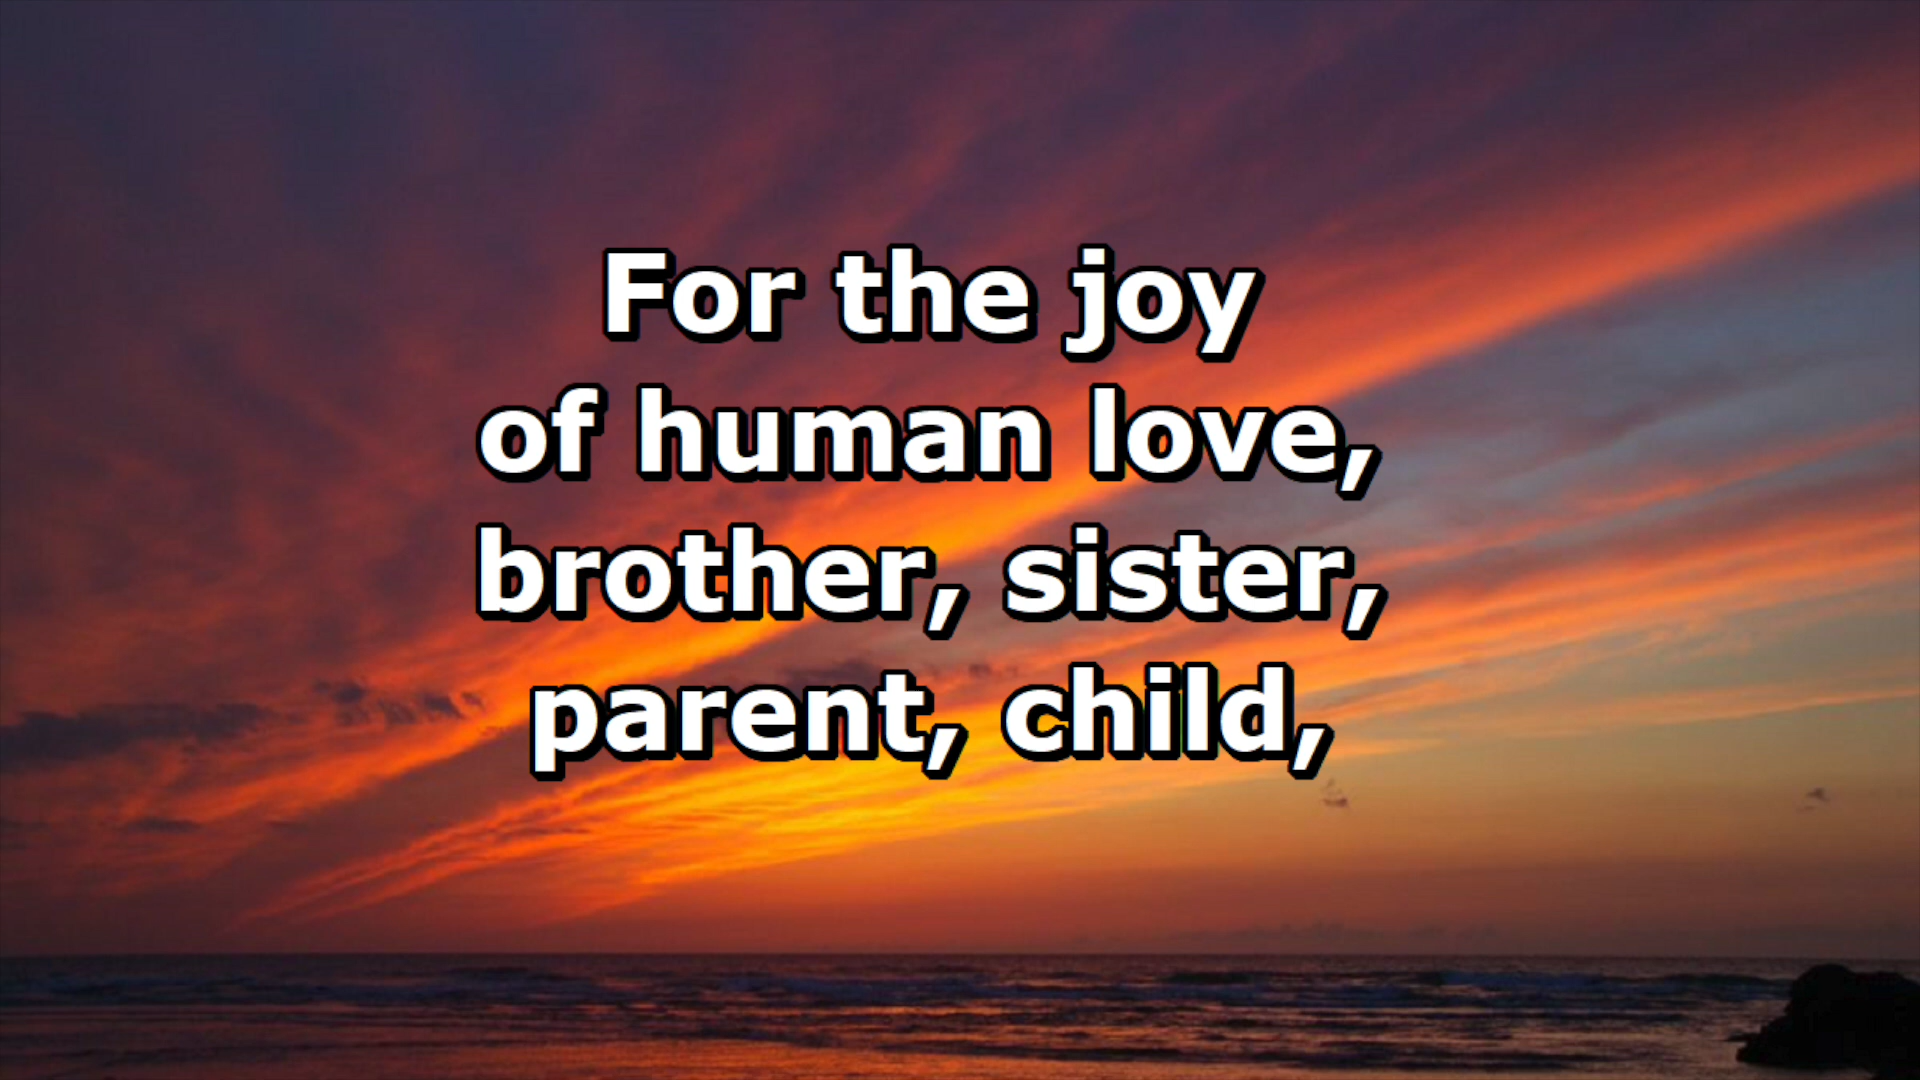 For the joy
of human love,
brother, sister,
parent, child,